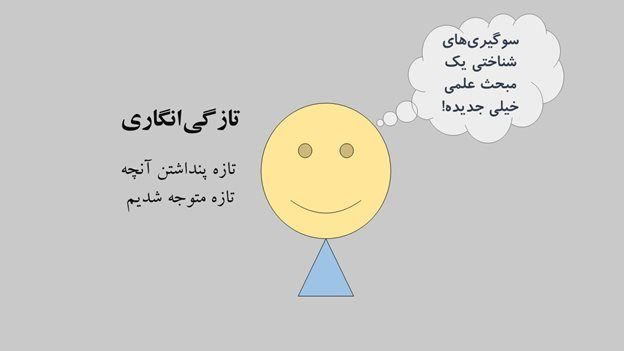 سوگیری‌های
شناختی یک
مبحث علمی
خیلی جدیده!
تازگی‌انگاری
تازه پنداشتن آنچه
تازه متوجه شدیم